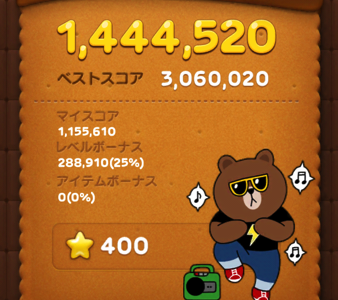 1,444,520
ベストスコア 3,060,020
マイスコア
1,155,610
レベルボーナス
288,910(25%)
アイテムボーナス
0(0%)
400